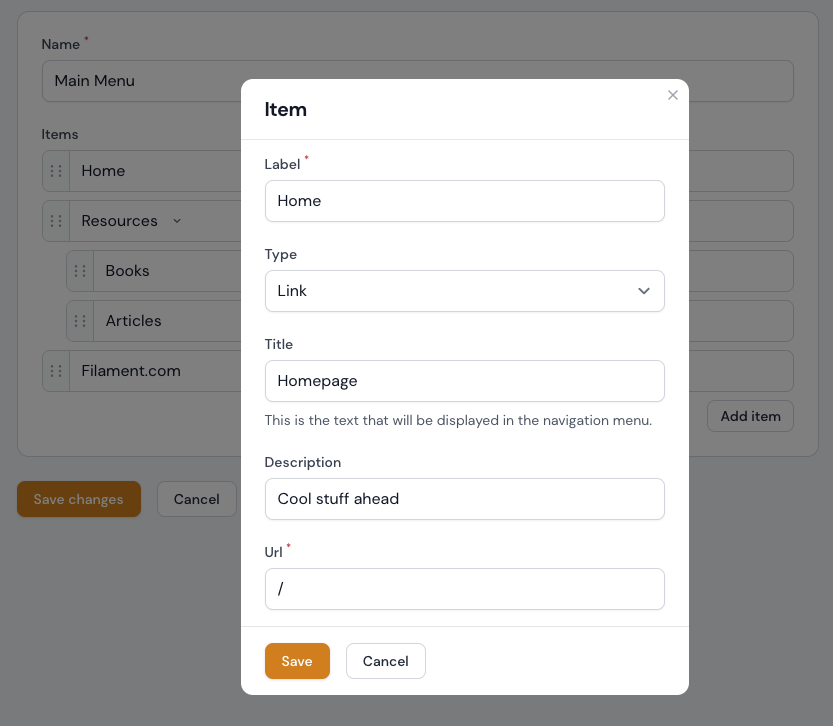 Name *
Main Menu
Items
Home
Resources
Books
Articles
Filament.com
Add item
Save changes
Cancel
Item
Label *
Home
Type
Link
Title
Homepage
This is the text that will be displayed in the navigation menu.
Description
Cool stuff ahead
Url *
/
Save
Cancel